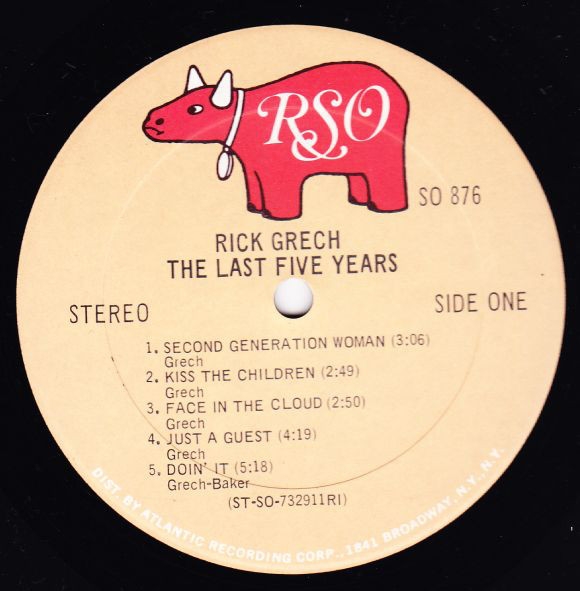 RSO
SO 876
RICK GRECH
THE LAST FIVE YEARS
STEREO
SIDE ONE
1. SECOND GENERATION WOMAN (3:06)
Grech
2. KISS THE CHILDREN (2:49)
Grech
3. FACE IN THE CLOUD (2:50)
Grech
4. JUST A GUEST (4:19)
Grech
5. DOIN' IT (5:18)
Grech-Baker
(ST-SO-732911RI)
DIST. BY ATLANTIC RECORDING CORP., 1841 BROADWAY, N.Y., N.Y.